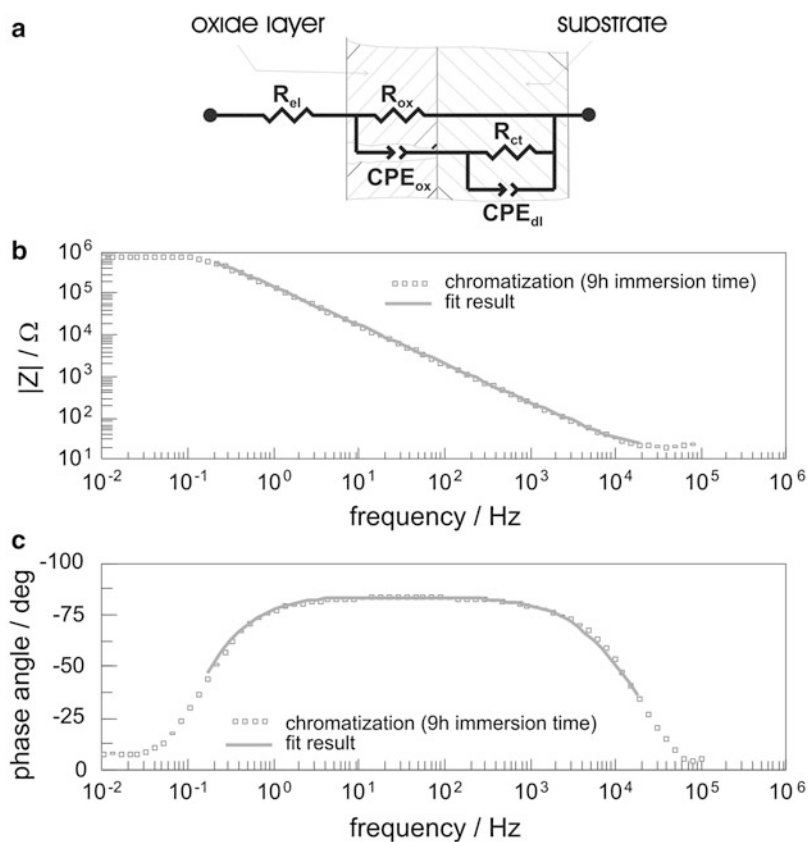 a
oxide layer
substrate
R_el
R_ox
R_ct
CPE_ox
CPE_dl
b
10^6
10^5
10^4
10^3
10^2
10^1
|Z| / Ω
chromatization (9h immersion time)
fit result
10^-2 10^-1 10^0 10^1 10^2 10^3 10^4 10^5 10^6
frequency / Hz
c
-100
-75
-50
-25
0
phase angle / deg
chromatization (9h immersion time)
fit result
10^-2 10^-1 10^0 10^1 10^2 10^3 10^4 10^5 10^6
frequency / Hz